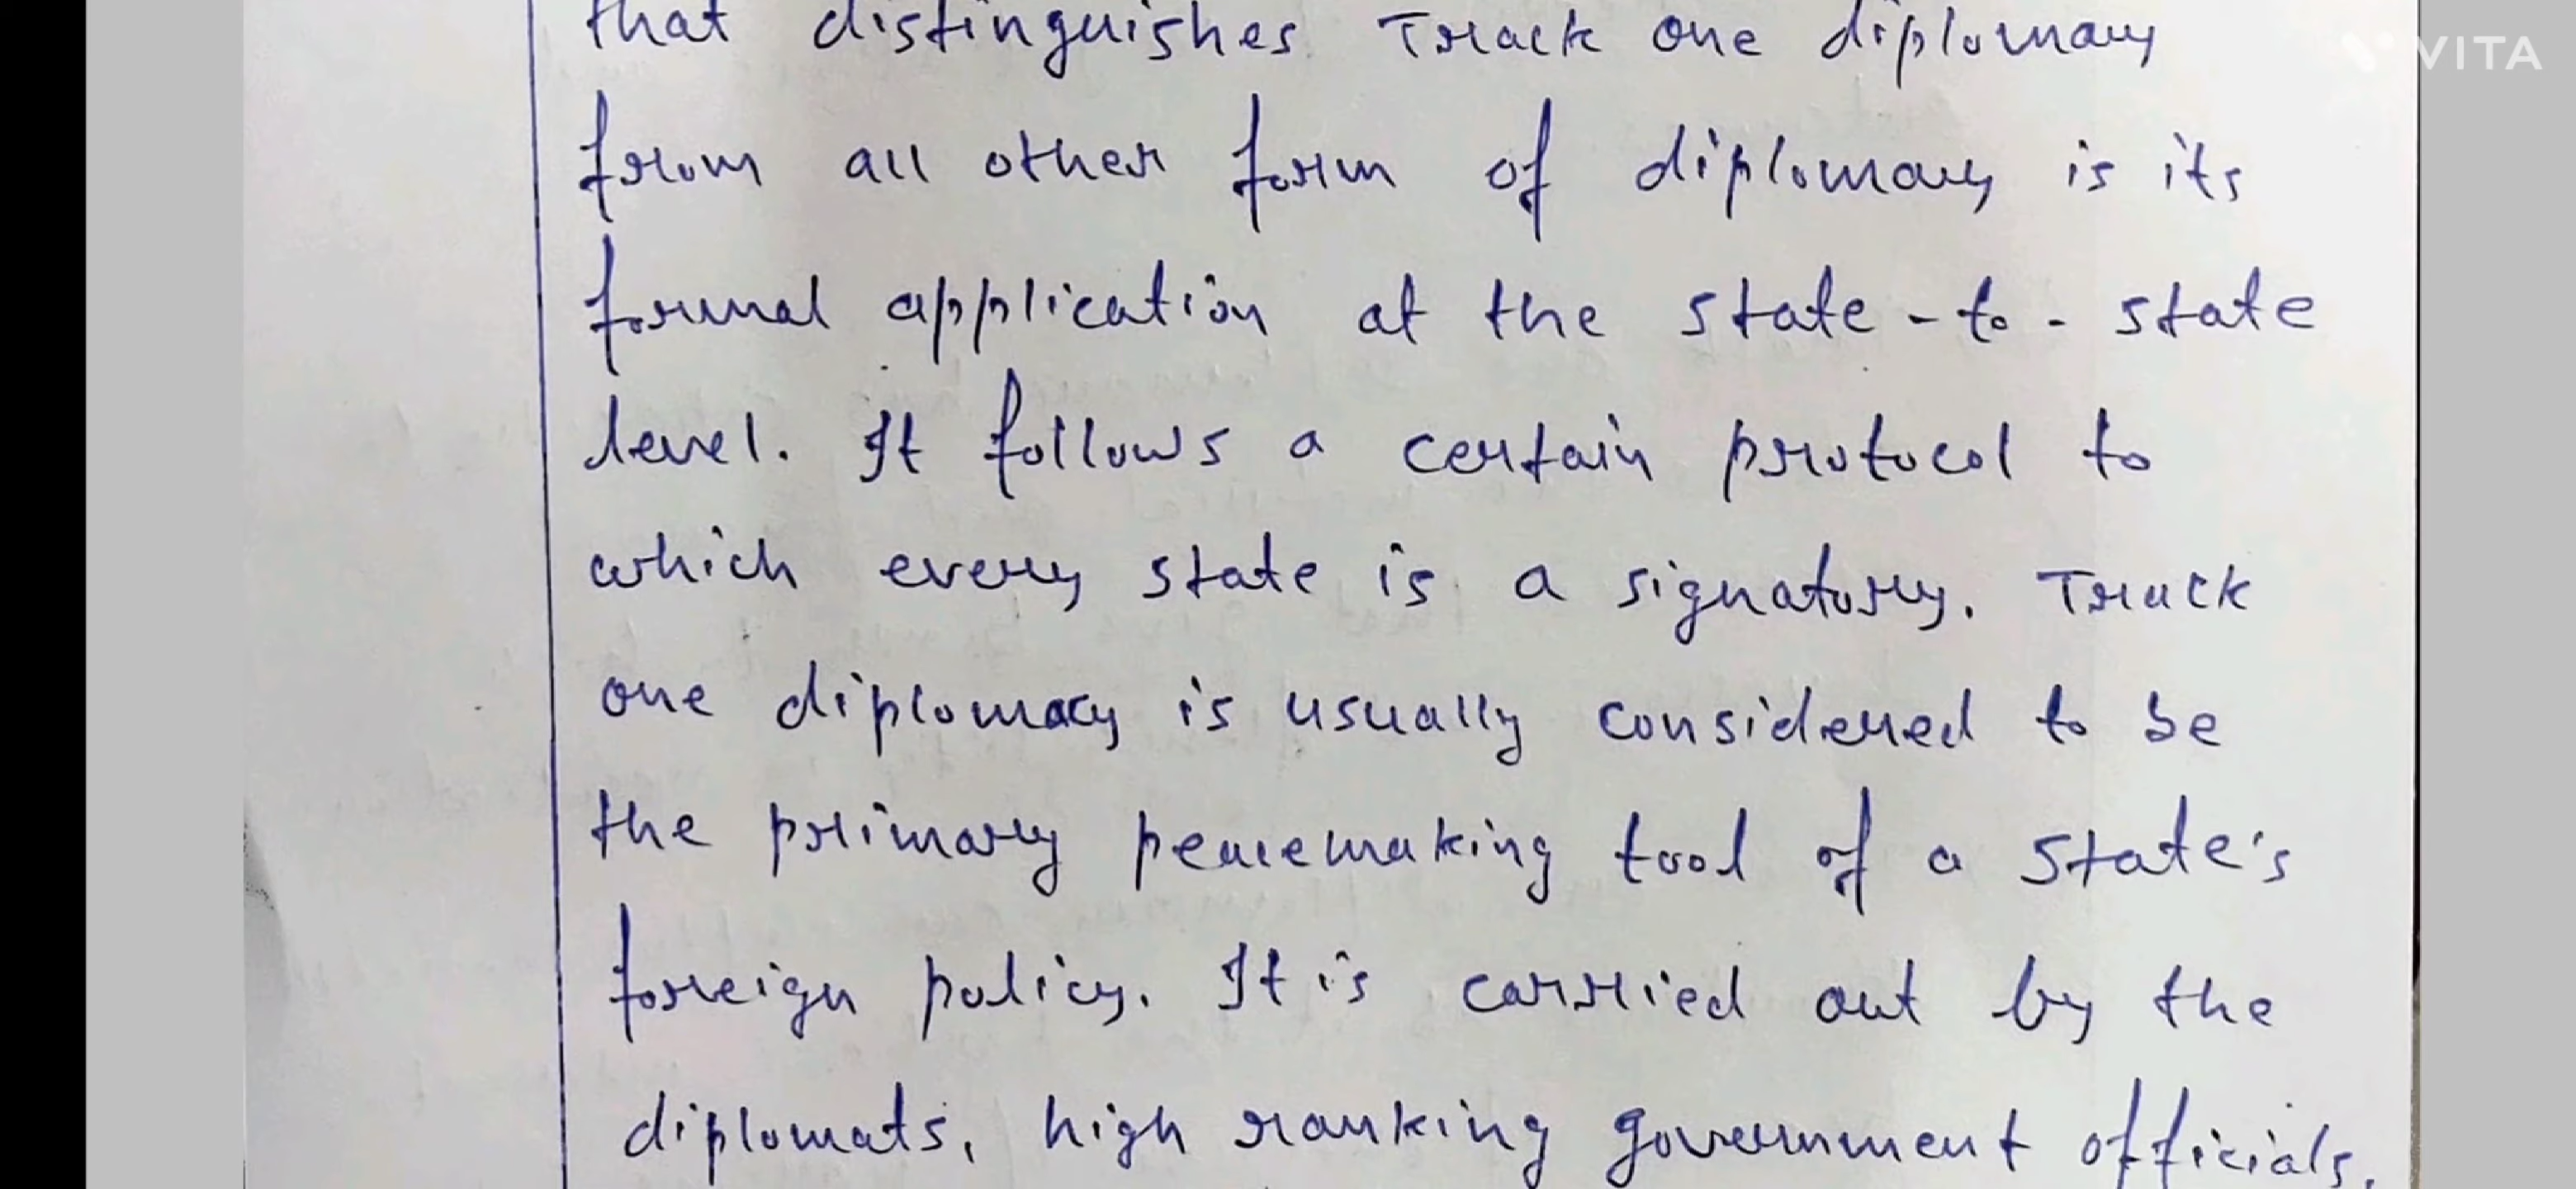 that distinguishes Track one diplomacy
VITA
from all other form of diplomacy is its
formal application at the state-to-state
level. It follows a certain protocol to
which every state is a signatory. Track
one diplomacy is usually considered to be
the primary peacemaking tool of a state's
foreign policy. It is carried out by the
diplomats, high ranking government officials,